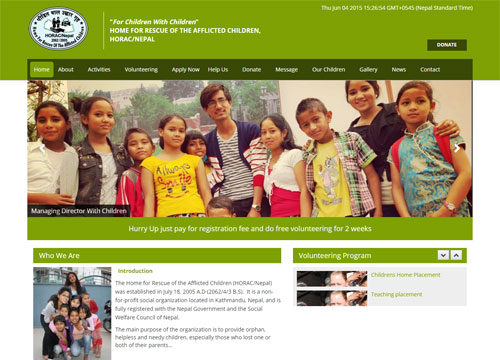 Thu Jun 04 2015 15:26:54 GMT+0545 (Nepal Standard Time)
HORAC/Nepal
2062/2005
"For Children With Children"
HOME FOR RESCUE OF THE AFFLICTED CHILDREN,
HORAC/NEPAL
DONATE
Home About Activities Volunteering Apply Now Help Us Donate Message Our Children Gallery News Contact
Managing Director With Children
Hurry Up just pay for registration fee and do free volunteering for 2 weeks
Who We Are
Introduction
The Home for Rescue of the Afflicted Children (HORAC/Nepal)
was established in July 18, 2005 A.D (2062/4/3 B.S). It is a non-
for-profit social organization located in Kathmandu, Nepal, and is
fully registered with the Nepal Government and the Social
Welfare Council of Nepal.
The main purpose of the organization is to provide orphan,
helpless and needy children, especially those who lost one or
both of their parents...
Volunteering Program
Childrens Home Placement
Teaching placement